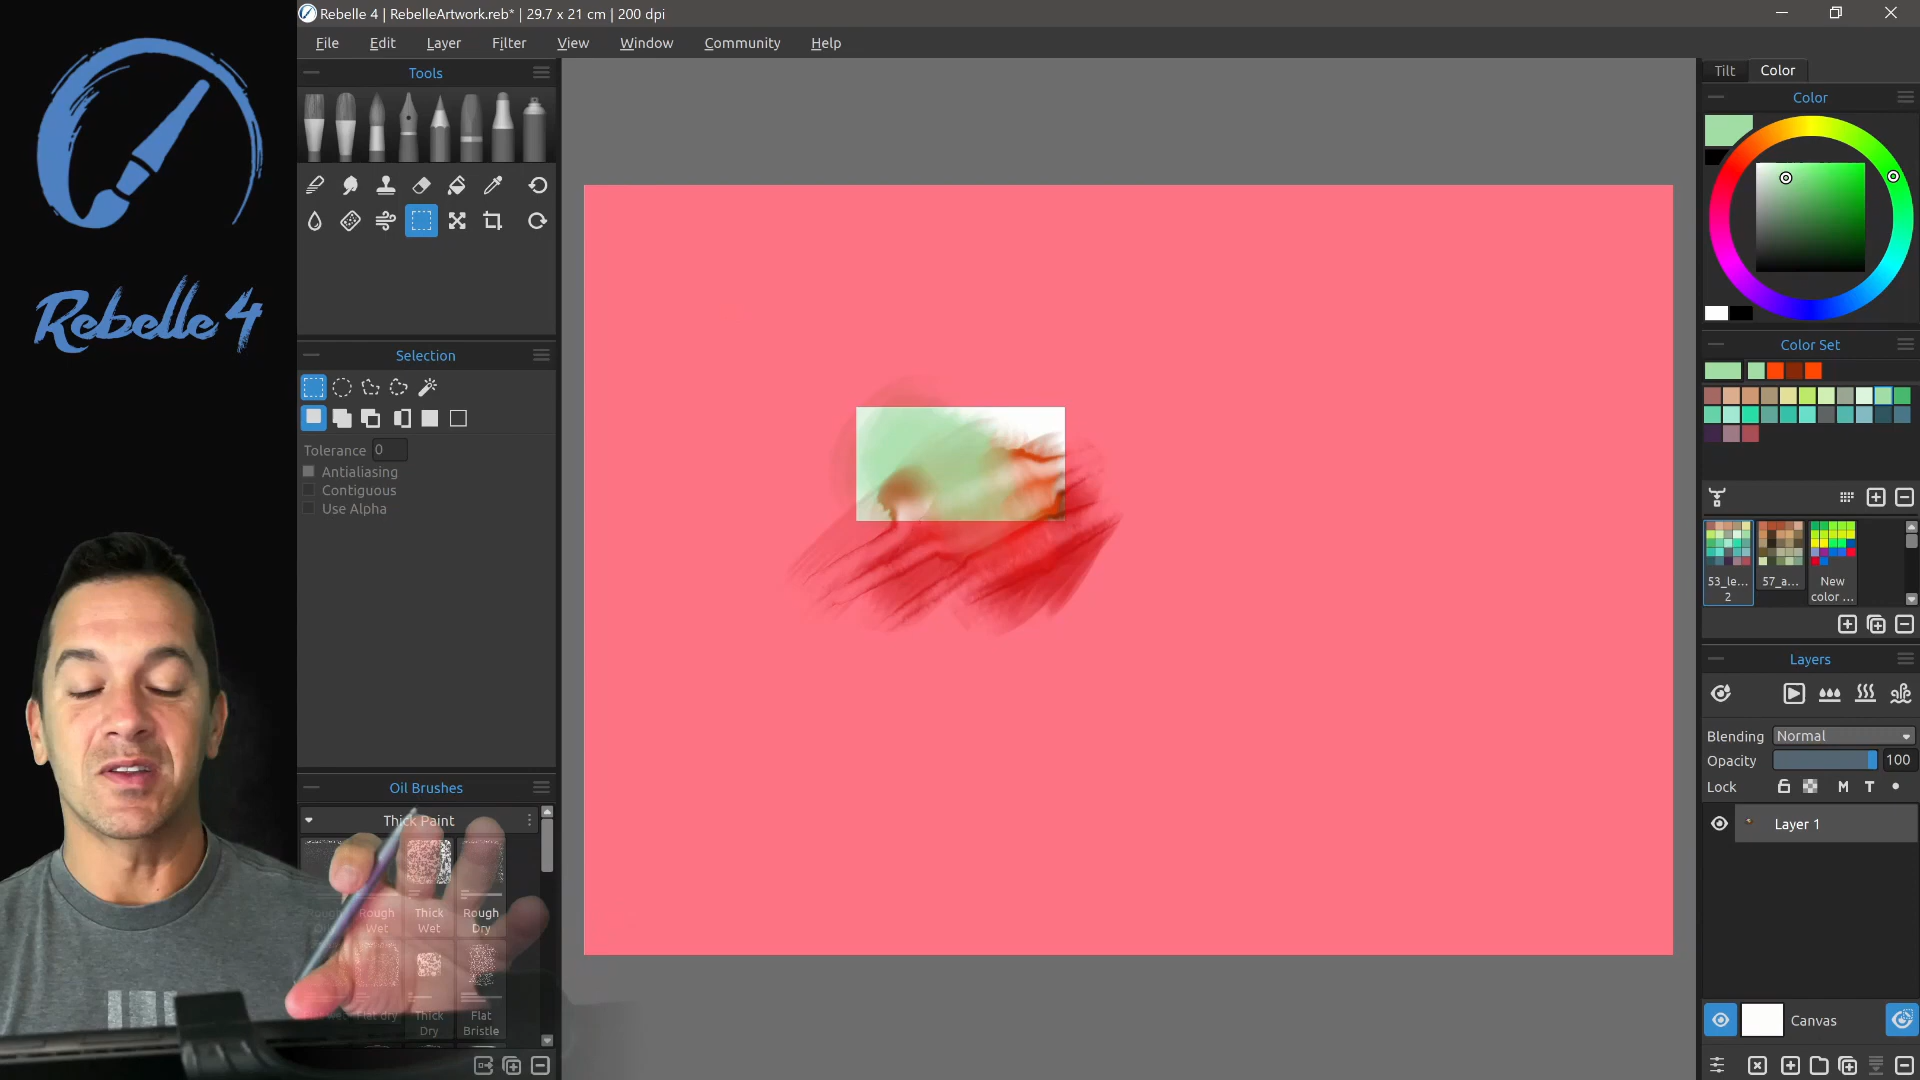 Rebelle 4 | RebelleArtwork.reb* | 29.7 x 21 cm | 200 dpi
File Edit Layer Filter View Window Community Help
Tools
Tilt Color
Color
Rebelle 4
Selection
Color Set
Tolerance 0
Antialiasing
Contiguous
Use Alpha
53_le... 57_a... New
2 color ...
Layers
Blending Normal
Opacity 100
Lock M T
Oil Brushes
Thick Paint
Layer 1
Rough Thick Rough
Wet Wet Dry
Flat dry Thick Flat
Dry Bristle
Canvas